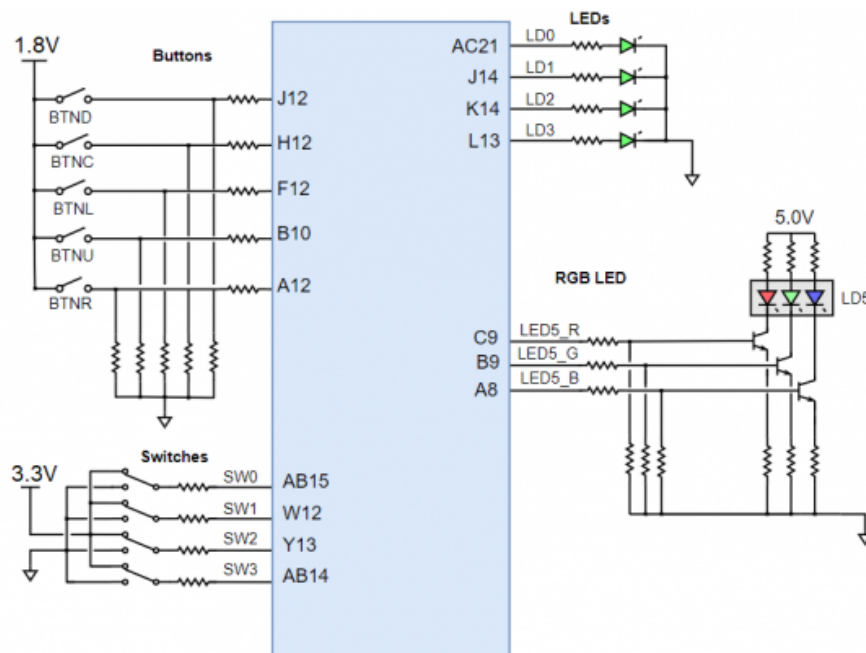 1.8V
Buttons
BTND
J12
BTNC
H12
BTNL
F12
BTNU
B10
BTNR
A12
Switches
3.3V
SW0
AB15
SW1
W12
SW2
Y13
SW3
AB14
LEDs
AC21
LD0
J14
LD1
K14
LD2
L13
LD3
5.0V
RGB LED
LD5
C9
LED5_R
B9
LED5_G
A8
LED5_B